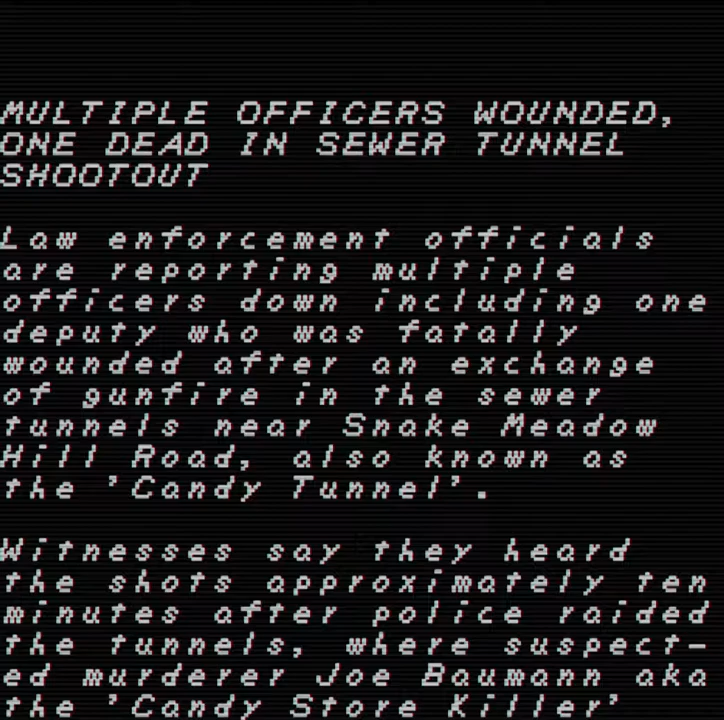 MULTIPLE OFFICERS WOUNDED,
ONE DEAD IN SEWER TUNNEL
SHOOTOUT
Law enforcement officials
are reporting multiple
officers down including one
deputy who was fatally
wounded after an exchange
of gunfire in the sewer
tunnels near Snake Meadow
Hill Road, also known as
the 'Candy Tunnel'.
Witnesses say they heard
the shots approximately ten
minutes after police raided
the tunnels, where suspect-
ed murderer Joe Baumann aka
the 'Candy Store Killer'